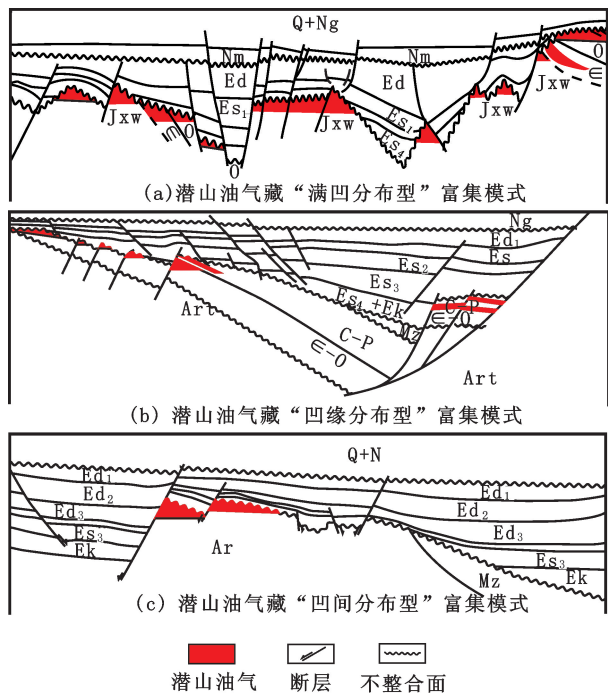 Q+Ng
Nm
Nm
Ed
Ed
Es₁
Es₁
Es₄
Jxw
∈
O
O
Jxw
Jxw
Jxw
O
∈
(a)潜山油气藏“满凹分布型”富集模式
Ng
Ed₁
Es
Es₂
Es₃
Es₄+Ek
Mz
C-P
∈-O
Art
C-P
∈-O
Art
(b) 潜山油气藏“凹缘分布型”富集模式
Q+N
Ed₁
Ed₁
Ed₂
Ed₂
Ed₃
Ed₃
Es₃
Es₃
Ek
Ek
Ar
Mz
(c) 潜山油气藏“凹间分布型”富集模式
潜山油气
断层
不整合面